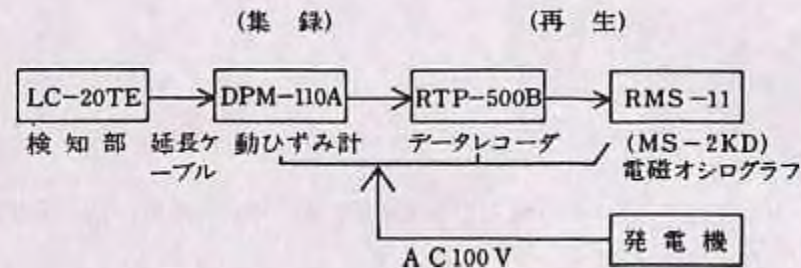 (集 録) (再 生)
LC-20TE DPM-110A RTP-500B RMS-11
検 知 部 延長ケーブル 動ひずみ計 データレコーダ (MS-2KD)
電磁オシログラフ
発 電 機
AC100V